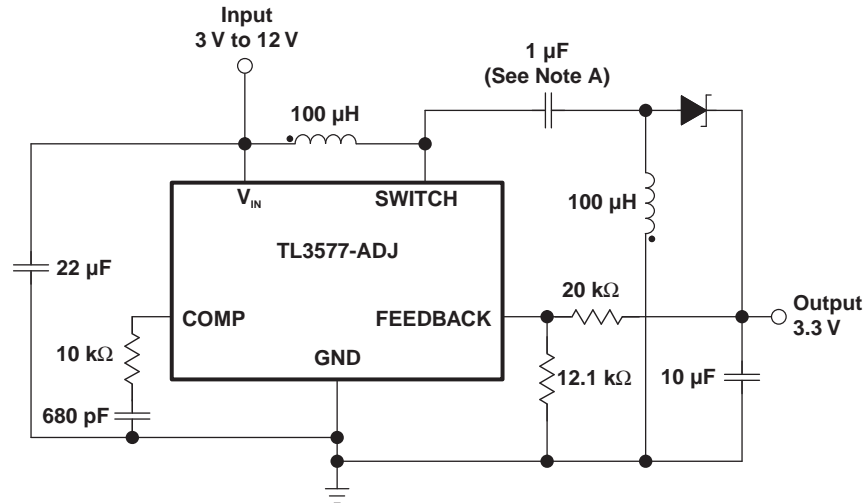 Input
3 V to 12 V
1 µF
(See Note A)
100 µH
V_IN
SWITCH
100 µH
TL3577-ADJ
22 µF
20 kΩ
Output
3.3 V
COMP
FEEDBACK
10 kΩ
GND
12.1 kΩ
10 µF
680 pF